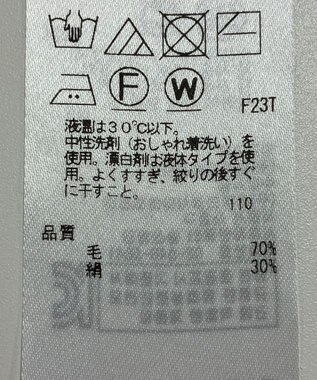 F W
F23T
液温は30℃以下。
中性洗剤(おしゃれ着洗い)を
使用。漂白剤は液体タイプを使
用。よくすすぎ、絞りの後すぐ
に干すこと。
110
品質
毛 70%
絹 30%